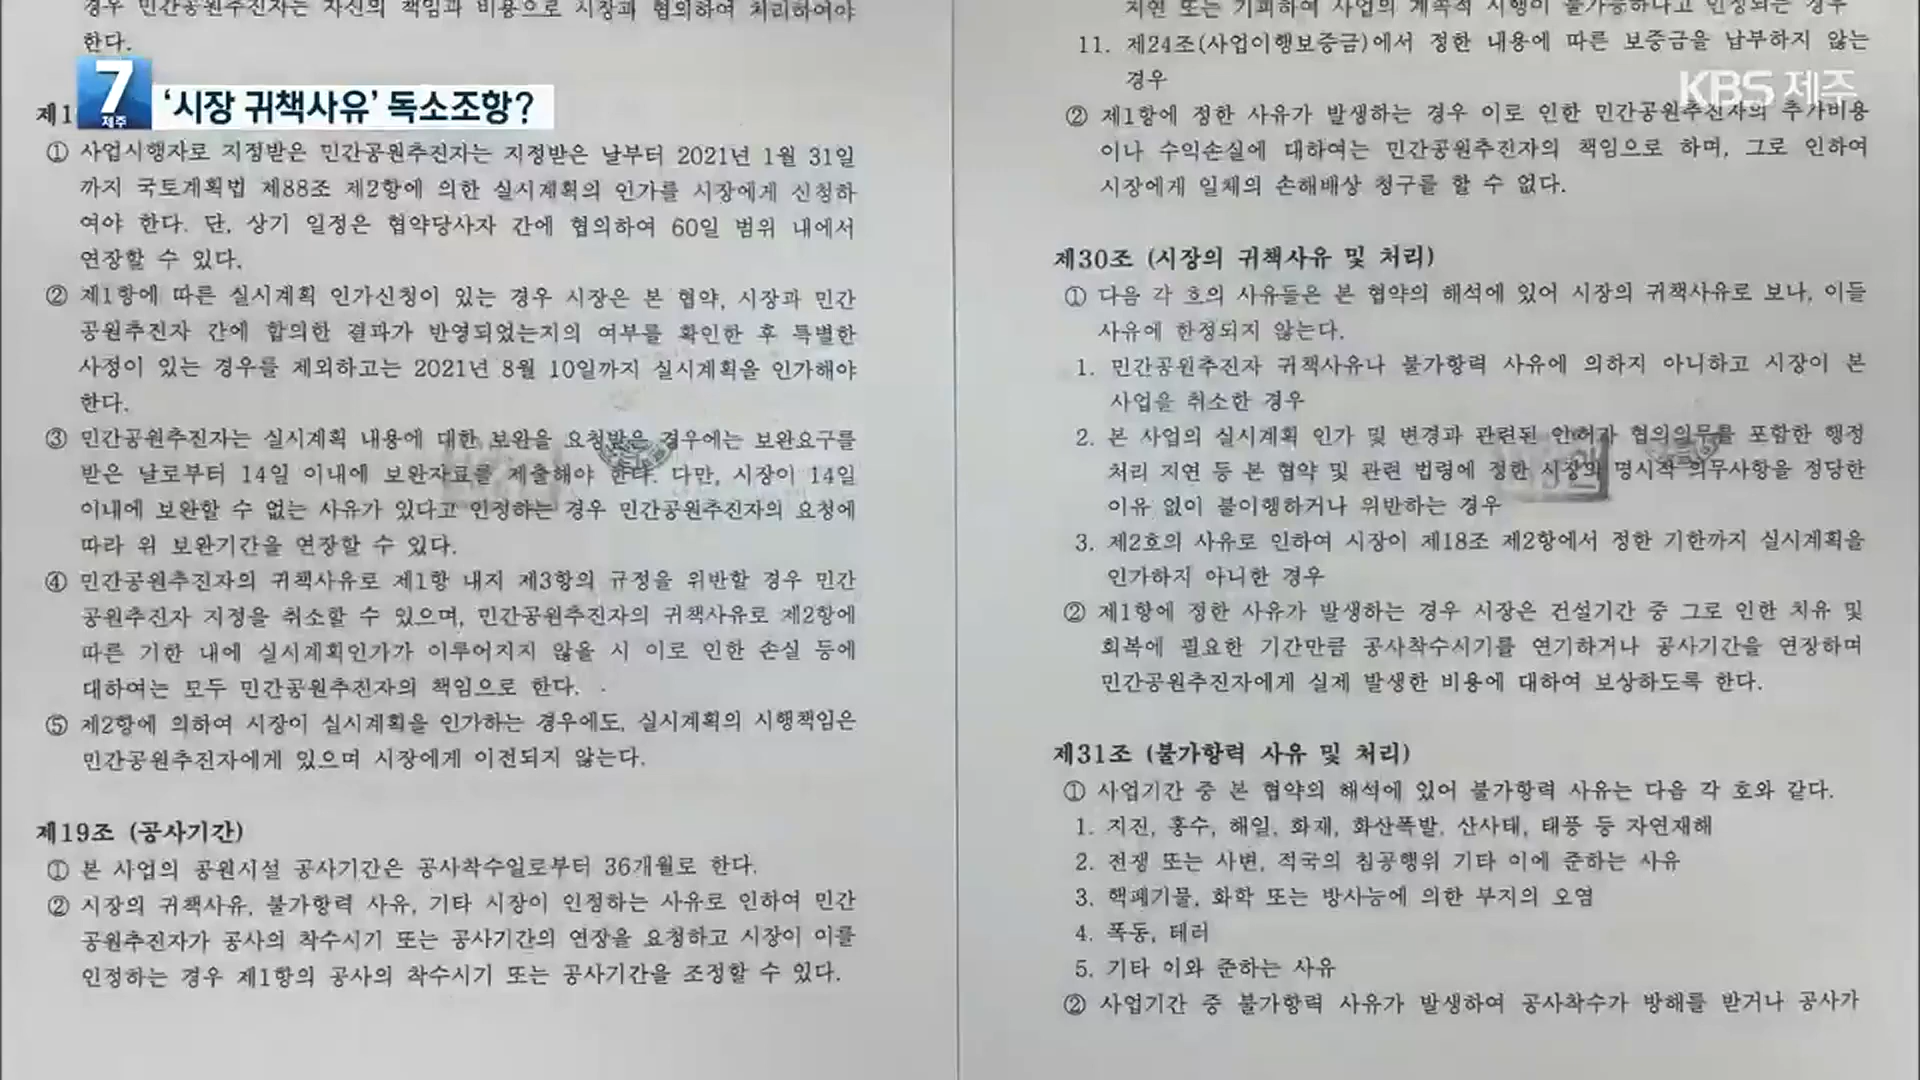 경우 민간공원추진자는 자신의 책임과 비용으로 시장과 협의하여 처리하여야
한다.
7
제주
'시장 귀책사유' 독소조항?
제1
① 사업시행자로 지정받은 민간공원추진자는 지정받은 날부터 2021년 1월 31일
까지 국토계획법 제88조 제2항에 의한 실시계획의 인가를 시장에게 신청하
여야 한다. 단, 상기 일정은 협약당사자 간에 협의하여 60일 범위 내에서
연장할 수 있다.
② 제1항에 따른 실시계획 인가신청이 있는 경우 시장은 본 협약, 시장과 민간
공원추진자 간에 합의한 결과가 반영되었는지의 여부를 확인한 후 특별한
사정이 있는 경우를 제외하고는 2021년 8월 10일까지 실시계획을 인가해야
한다.
③ 민간공원추진자는 실시계획 내용에 대한 보완을 요청받은 경우에는 보완요구를
받은 날로부터 14일 이내에 보완자료를 제출해야 한다. 다만, 시장이 14일
이내에 보완할 수 없는 사유가 있다고 인정하는 경우 민간공원추진자의 요청에
따라 위 보완기간을 연장할 수 있다.
④ 민간공원추진자의 귀책사유로 제1항 내지 제3항의 규정을 위반할 경우 민간
공원추진자 지정을 취소할 수 있으며, 민간공원추진자의 귀책사유로 제2항에
따른 기한 내에 실시계획인가가 이루어지지 않을 시 이로 인한 손실 등에
대하여는 모두 민간공원추진자의 책임으로 한다.
⑤ 제2항에 의하여 시장이 실시계획을 인가하는 경우에도, 실시계획의 시행책임은
민간공원추진자에게 있으며 시장에게 이전되지 않는다.
제19조 (공사기간)
① 본 사업의 공원시설 공사기간은 공사착수일로부터 36개월로 한다.
② 시장의 귀책사유, 불가항력 사유, 기타 시장이 인정하는 사유로 인하여 민간
공원추진자가 공사의 착수시기 또는 공사기간의 연장을 요청하고 시장이 이를
인정하는 경우 제1항의 공사의 착수시기 또는 공사기간을 조정할 수 있다.
지연 또는 기피하여 사업의 계속적 시행이 불가능하다고 인정되는 경우
11. 제24조(사업이행보증금)에서 정한 내용에 따른 보증금을 납부하지 않는
경우
KBS 제주
② 제1항에 정한 사유가 발생하는 경우 이로 인한 민간공원추진자의 추가비용
이나 수익손실에 대하여는 민간공원추진자의 책임으로 하며, 그로 인하여
시장에게 일체의 손해배상 청구를 할 수 없다.
제30조 (시장의 귀책사유 및 처리)
① 다음 각 호의 사유들은 본 협약의 해석에 있어 시장의 귀책사유로 보나, 이들
사유에 한정되지 않는다.
1. 민간공원추진자 귀책사유나 불가항력 사유에 의하지 아니하고 시장이 본
사업을 취소한 경우
2. 본 사업의 실시계획 인가 및 변경과 관련된 인허가 협의의무를 포함한 행정
처리 지연 등 본 협약 및 관련 법령에 정한 시장의 명시적 의무사항을 정당한
이유 없이 불이행하거나 위반하는 경우
3. 제2호의 사유로 인하여 시장이 제18조 제2항에서 정한 기한까지 실시계획을
인가하지 아니한 경우
② 제1항에 정한 사유가 발생하는 경우 시장은 건설기간 중 그로 인한 치유 및
회복에 필요한 기간만큼 공사착수시기를 연기하거나 공사기간을 연장하며
민간공원추진자에게 실제 발생한 비용에 대하여 보상하도록 한다.
제31조 (불가항력 사유 및 처리)
① 사업기간 중 본 협약의 해석에 있어 불가항력 사유는 다음 각 호와 같다.
1. 지진, 홍수, 해일, 화재, 화산폭발, 산사태, 태풍 등 자연재해
2. 전쟁 또는 사변, 적국의 침공행위 기타 이에 준하는 사유
3. 핵폐기물, 화학 또는 방사능에 의한 부지의 오염
4. 폭동, 테러
5. 기타 이와 준하는 사유
② 사업기간 중 불가항력 사유가 발생하여 공사착수가 방해를 받거나 공사가